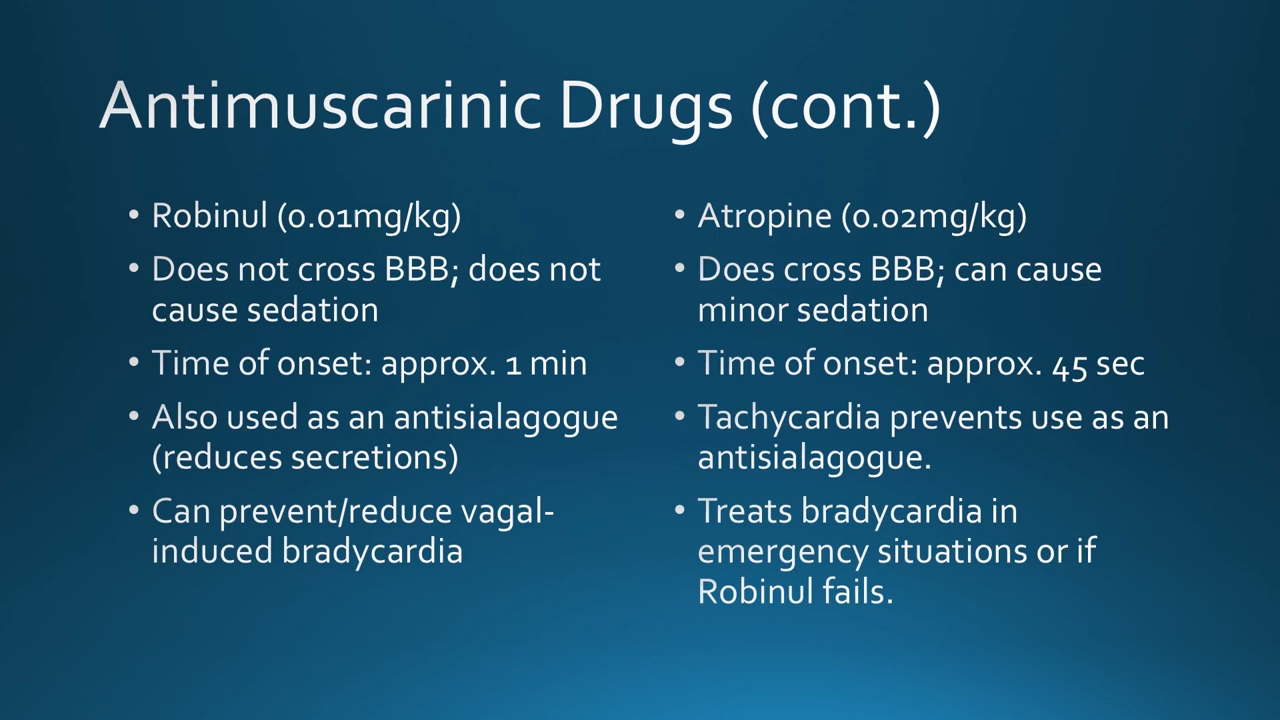 Antimuscarinic Drugs (cont.)
• Robinul (0.01mg/kg)
• Does not cross BBB; does not
cause sedation
• Time of onset: approx. 1 min
• Also used as an antisialagogue
(reduces secretions)
• Can prevent/reduce vagal-
induced bradycardia
• Atropine (0.02mg/kg)
• Does cross BBB; can cause
minor sedation
• Time of onset: approx. 45 sec
• Tachycardia prevents use as an
antisialagogue.
• Treats bradycardia in
emergency situations or if
Robinul fails.